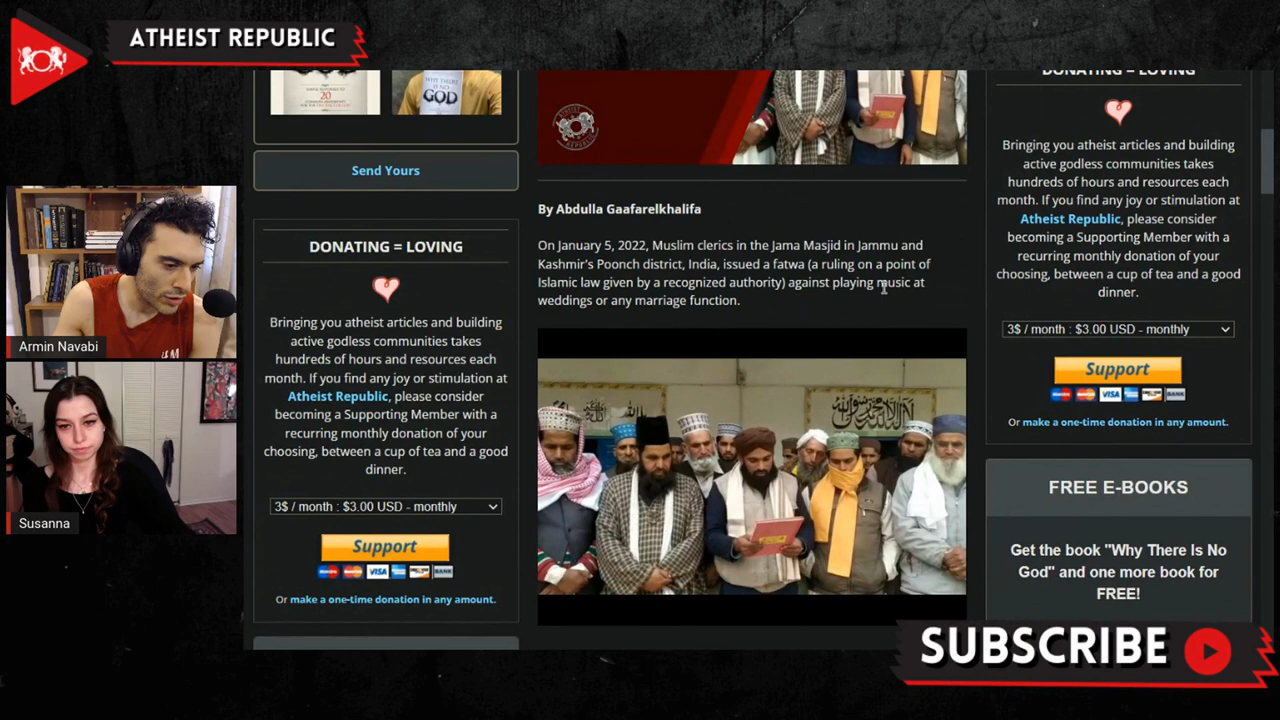 ATHEIST REPUBLIC
20
GOD
Send Yours
DONATING = LOVING
Bringing you atheist articles and building
active godless communities takes
hundreds of hours and resources each
month. If you find any joy or stimulation at
Atheist Republic, please consider
becoming a Supporting Member with a
recurring monthly donation of your
choosing, between a cup of tea and a good
dinner.
3$ / month : $3.00 USD - monthly
Support
VISA
BANK
Or make a one-time donation in any amount.
By Abdulla Gaafarelkhalifa
On January 5, 2022, Muslim clerics in the Jama Masjid in Jammu and
Kashmir's Poonch district, India, issued a fatwa (a ruling on a point of
Islamic law given by a recognized authority) against playing music at
weddings or any marriage function.
DONATING = LOVING
Bringing you atheist articles and building
active godless communities takes
hundreds of hours and resources each
month. If you find any joy or stimulation at
Atheist Republic, please consider
becoming a Supporting Member with a
recurring monthly donation of your
choosing, between a cup of tea and a good
dinner.
3$ / month : $3.00 USD - monthly
Support
VISA
BANK
Or make a one-time donation in any amount.
FREE E-BOOKS
Get the book "Why There Is No
God" and one more book for
FREE!
Armin Navabi
Susanna
SUBSCRIBE